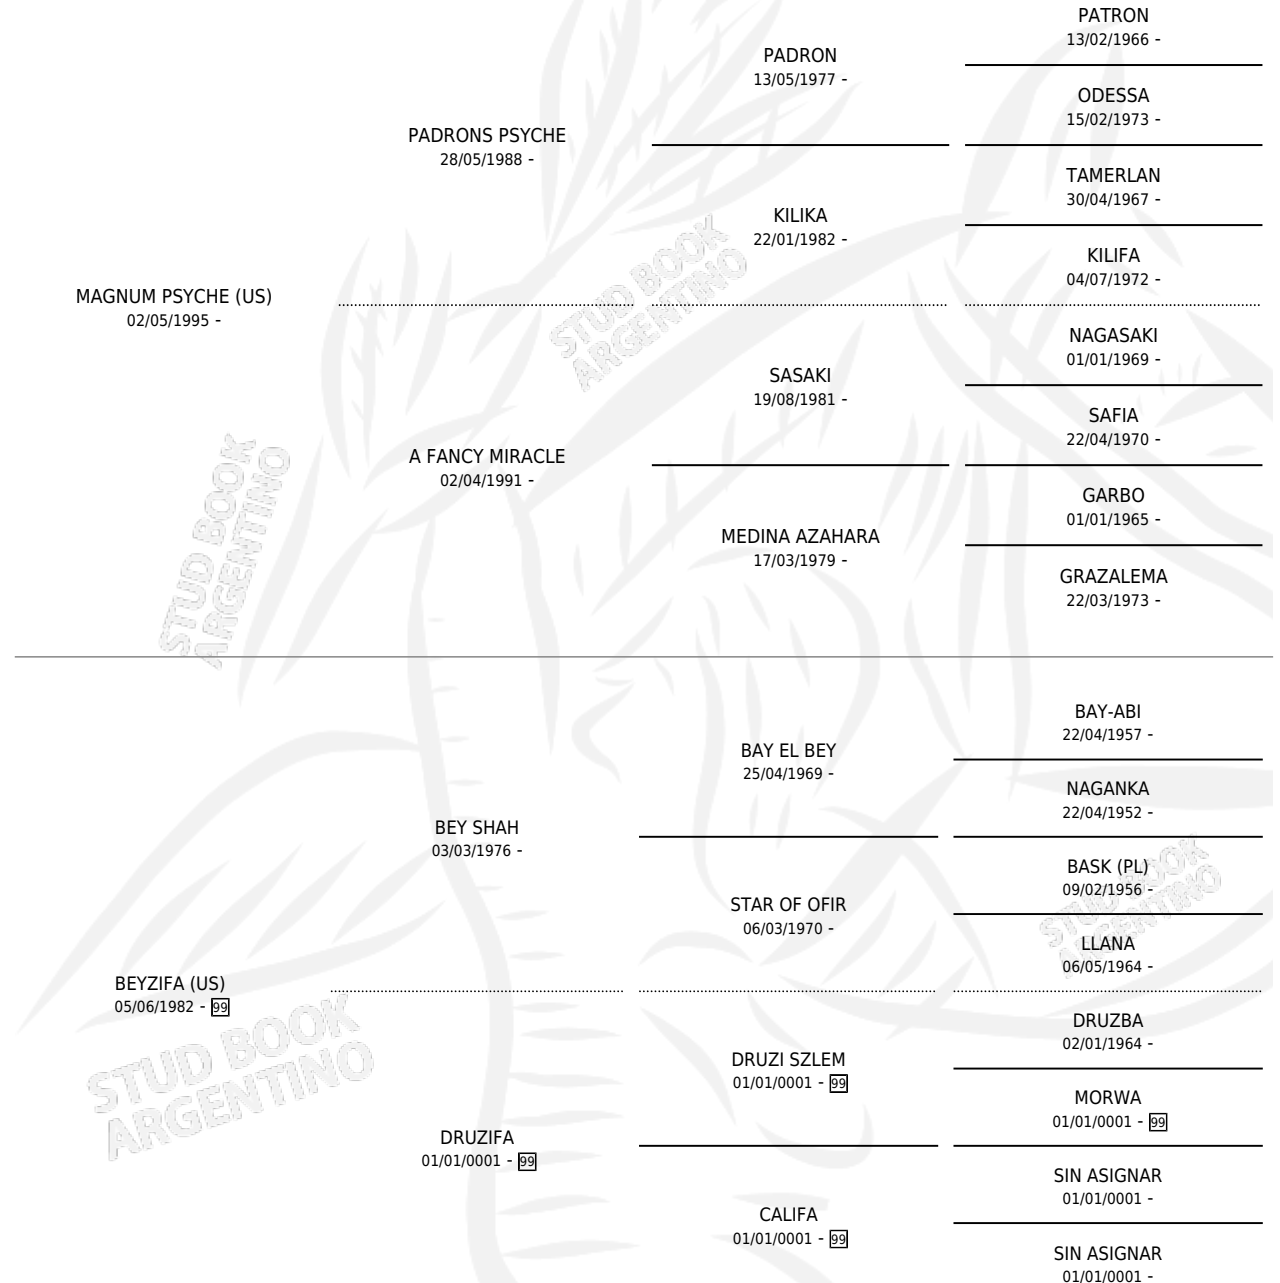 PATRON
13/02/1966 -
PADRON
13/05/1977 -
ODESSA
15/02/1973 -
PADRONS PSYCHE
28/05/1988 -
TAMERLAN
30/04/1967 -
KILIKA
22/01/1982 -
KILIFA
04/07/1972 -
MAGNUM PSYCHE (US)
02/05/1995 -
NAGASAKI
01/01/1969 -
SASAKI
19/08/1981 -
SAFIA
22/04/1970 -
A FANCY MIRACLE
02/04/1991 -
GARBO
01/01/1965 -
MEDINA AZAHARA
17/03/1979 -
GRAZALEMA
22/03/1973 -
BAY-ABI
22/04/1957 -
BAY EL BEY
25/04/1969 -
NAGANKA
22/04/1952 -
BEY SHAH
03/03/1976 -
BASK (PL)
09/02/1956 -
STAR OF OFIR
06/03/1970 -
LLANA
06/05/1964 -
BEYZIFA (US)
05/06/1982 - 99
DRUZBA
02/01/1964 -
DRUZI SZLEM
01/01/0001 - 99
MORWA
01/01/0001 - 99
DRUZIFA
01/01/0001 - 99
SIN ASIGNAR
01/01/0001 -
CALIFA
01/01/0001 - 99
SIN ASIGNAR
01/01/0001 -
STUD BOOK
ARGENTINO
STUD BOOK
ARGENTINO
STUD BOOK
ARGENTINO
STUD BOOK
ARGENTINO